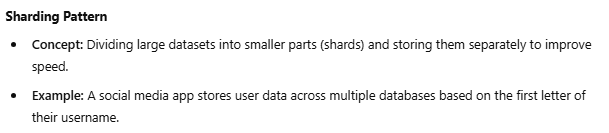 Sharding Pattern
• Concept: Dividing large datasets into smaller parts (shards) and storing them separately to improve
speed.
• Example: A social media app stores user data across multiple databases based on the first letter of
their username.